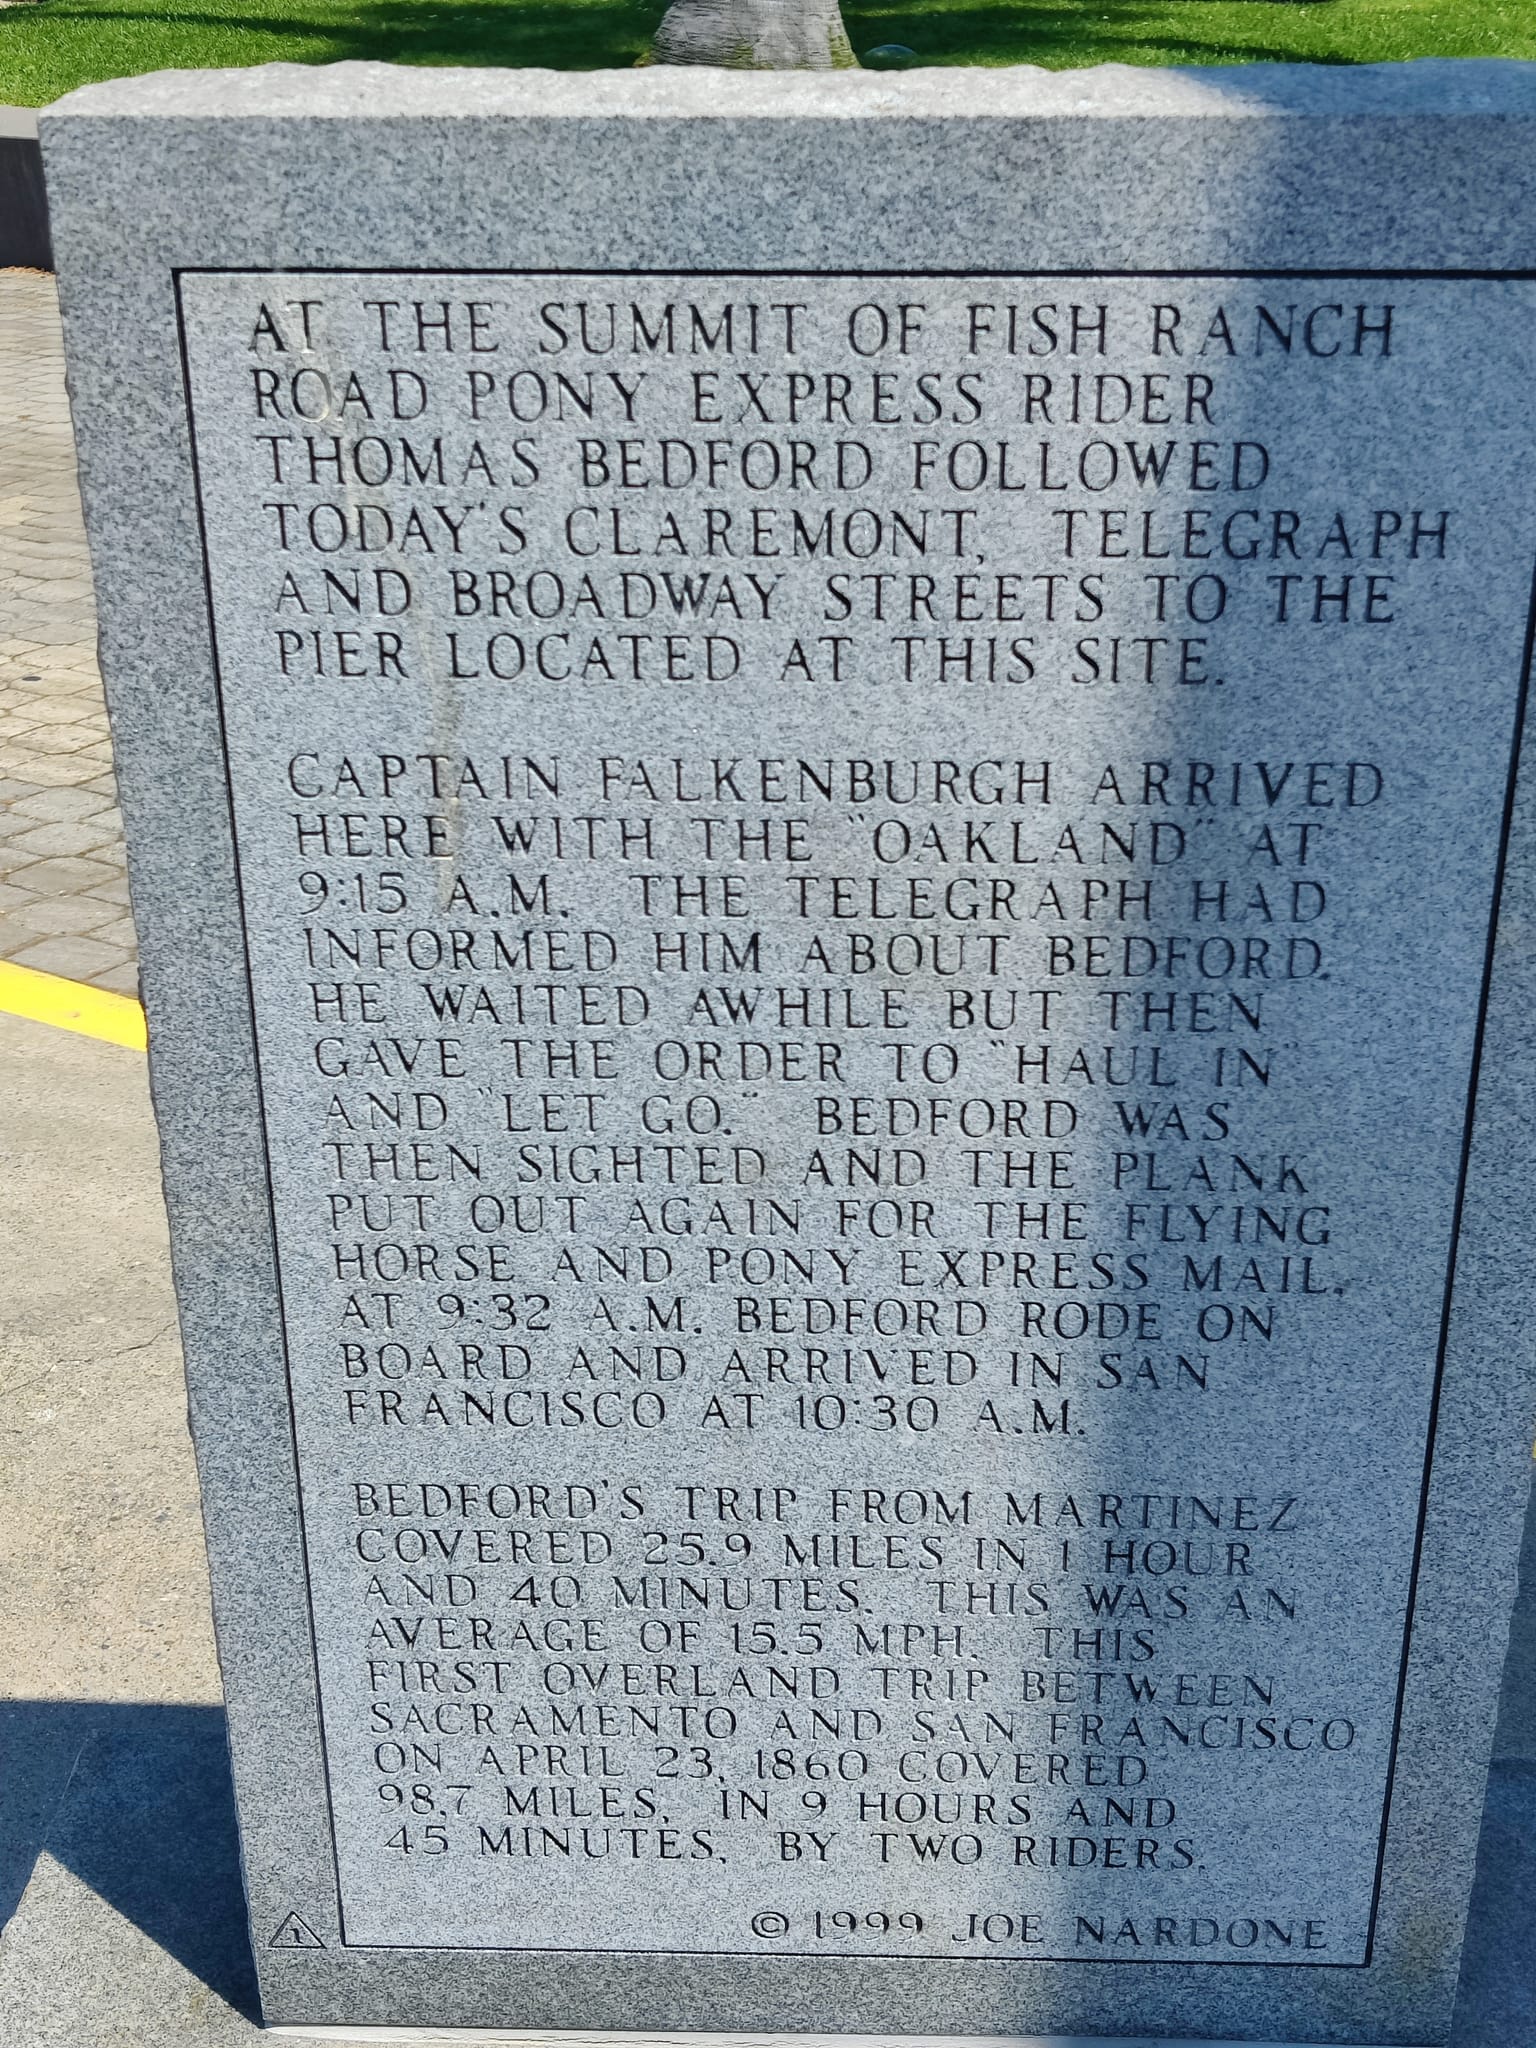 AT THE SUMMIT OF FISH RANCH
ROAD PONY EXPRESS RIDER
THOMAS BEDFORD FOLLOWED
TODAY'S CLAREMONT, TELEGRAPH
AND BROADWAY STREETS TO THE
PIER LOCATED AT THIS SITE.
CAPTAIN FALKENBURGH ARRIVED
HERE WITH THE "OAKLAND" AT
9:15 A.M. THE TELEGRAPH HAD
INFORMED HIM ABOUT BEDFORD.
HE WAITED AWHILE BUT THEN
GAVE THE ORDER TO "HAUL IN"
AND "LET GO." BEDFORD WAS
THEN SIGHTED AND THE PLANK
PUT OUT AGAIN FOR THE FLYING
HORSE AND PONY EXPRESS MAIL.
AT 9:32 A.M. BEDFORD RODE ON
BOARD AND ARRIVED IN SAN
FRANCISCO AT 10:30 A.M.
BEDFORD'S TRIP FROM MARTINEZ
COVERED 25.9 MILES IN 1 HOUR
AND 40 MINUTES. THIS WAS AN
AVERAGE OF 15.5 MPH. THIS
FIRST OVERLAND TRIP BETWEEN
SACRAMENTO AND SAN FRANCISCO
ON APRIL 23, 1860 COVERED
98.7 MILES, IN 9 HOURS AND
45 MINUTES, BY TWO RIDERS.
© 1999 JOE NARDONE
1